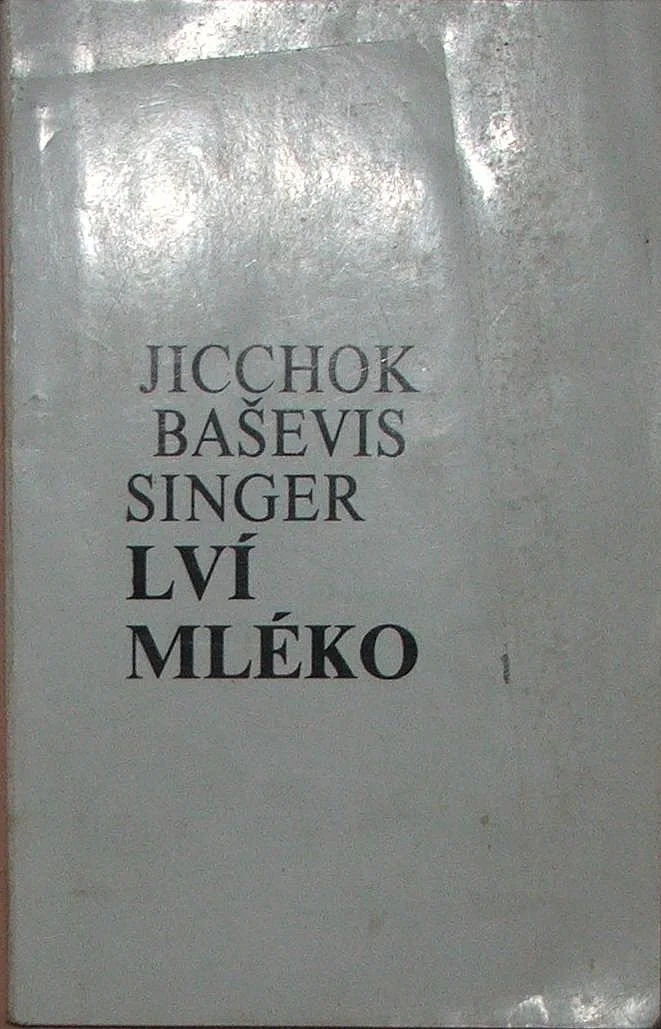 JICCHOK
BAŠEVIS
SINGER
LVÍ
MLÉKO